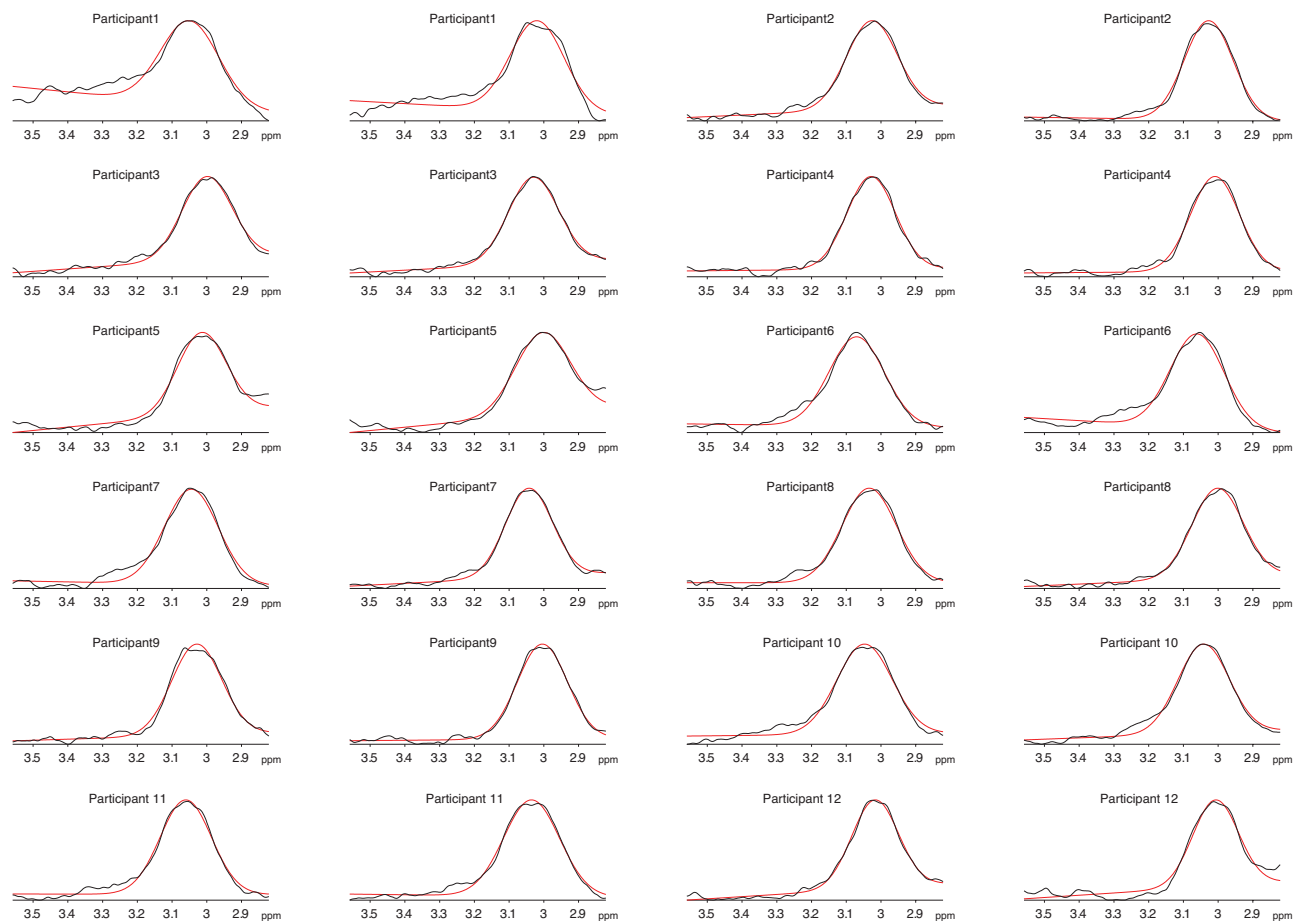 Participant1 Participant1 Participant2 Participant2
3.5 3.4 3.3 3.2 3.1 3 2.9 ppm 3.5 3.4 3.3 3.2 3.1 3 2.9 ppm 3.5 3.4 3.3 3.2 3.1 3 2.9 ppm 3.5 3.4 3.3 3.2 3.1 3 2.9 ppm
Participant3 Participant3 Participant4 Participant4
3.5 3.4 3.3 3.2 3.1 3 2.9 ppm 3.5 3.4 3.3 3.2 3.1 3 2.9 ppm 3.5 3.4 3.3 3.2 3.1 3 2.9 ppm 3.5 3.4 3.3 3.2 3.1 3 2.9 ppm
Participant5 Participant5 Participant6 Participant6
3.5 3.4 3.3 3.2 3.1 3 2.9 ppm 3.5 3.4 3.3 3.2 3.1 3 2.9 ppm 3.5 3.4 3.3 3.2 3.1 3 2.9 ppm 3.5 3.4 3.3 3.2 3.1 3 2.9 ppm
Participant7 Participant7 Participant8 Participant8
3.5 3.4 3.3 3.2 3.1 3 2.9 ppm 3.5 3.4 3.3 3.2 3.1 3 2.9 ppm 3.5 3.4 3.3 3.2 3.1 3 2.9 ppm 3.5 3.4 3.3 3.2 3.1 3 2.9 ppm
Participant9 Participant9 Participant 10 Participant 10
3.5 3.4 3.3 3.2 3.1 3 2.9 ppm 3.5 3.4 3.3 3.2 3.1 3 2.9 ppm 3.5 3.4 3.3 3.2 3.1 3 2.9 ppm 3.5 3.4 3.3 3.2 3.1 3 2.9 ppm
Participant 11 Participant 11 Participant 12 Participant 12
3.5 3.4 3.3 3.2 3.1 3 2.9 ppm 3.5 3.4 3.3 3.2 3.1 3 2.9 ppm 3.5 3.4 3.3 3.2 3.1 3 2.9 ppm 3.5 3.4 3.3 3.2 3.1 3 2.9 ppm